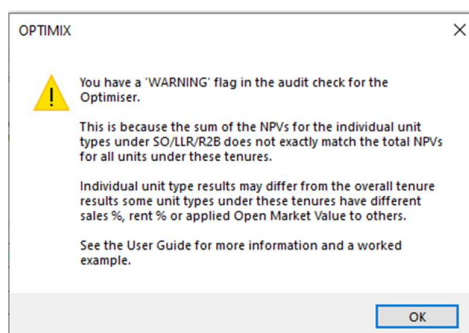 OPTIMIX
You have a 'WARNING' flag in the audit check for the
Optimiser.
This is because the sum of the NPVs for the individual unit
types under SO/LLR/R2B does not exactly match the total NPVs
for all units under these tenures.
Individual unit type results may differ from the overall tenure
results some unit types under these tenures have different
sales %, rent % or applied Open Market Value to others.
See the User Guide for more information and a worked
example.
OK